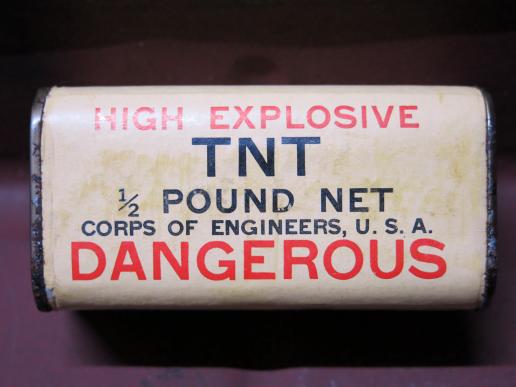 HIGH EXPLOSIVE
TNT
½ POUND NET
CORPS OF ENGINEERS, U. S. A.
DANGEROUS